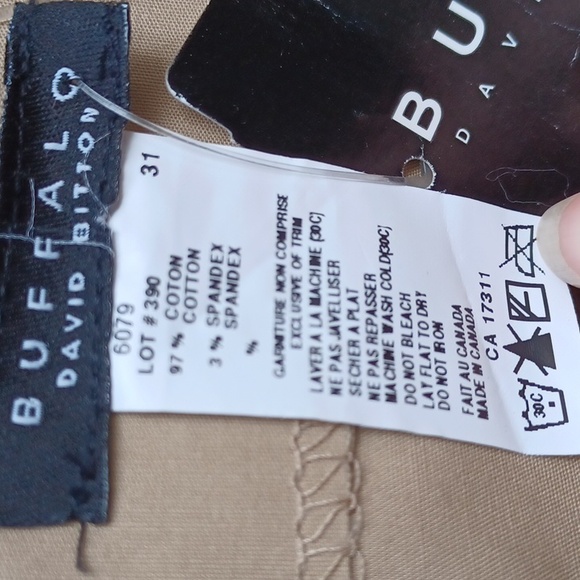 BUFFALO
DAVID BITTON
BU
DAV
31
6079
LOT # 390
97 % COTON
COTTON
3 % SPANDEX
SPANDEX
%
GARNITURE NON COMPRISE
EXCLUSIVE OF TRIM
LAVER A LA MACHINE [30C]
NE PAS JAVELLISER
SECHER A PLAT
NE PAS REPASSER
MACHINE WASH COLD[30C]
DO NOT BLEACH
LAY FLAT TO DRY
DO NOT IRON
FAIT AU CANADA
MADE IN CANADA
CA 17311
30C